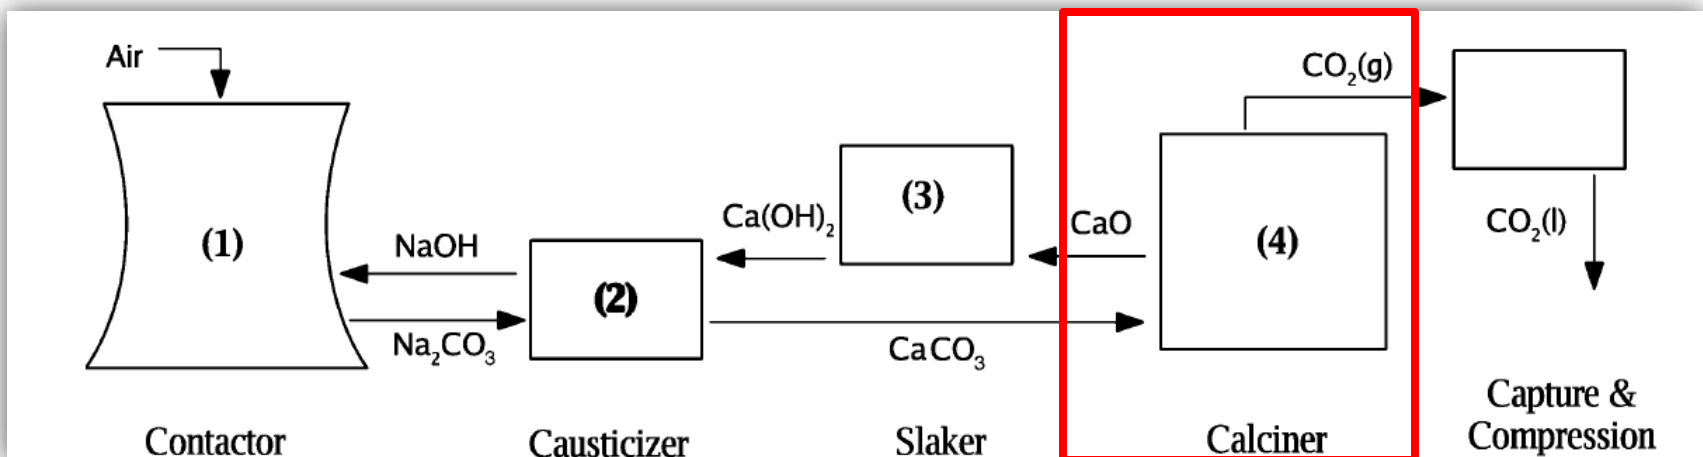 Air
CO₂(g)
(1)
NaOH
Na₂CO₃
(2)
Ca(OH)₂
(3)
CaO
CaCO₃
(4)
CO₂(l)
Contactor
Causticizer
Slaker
Calciner
Capture &
Compression